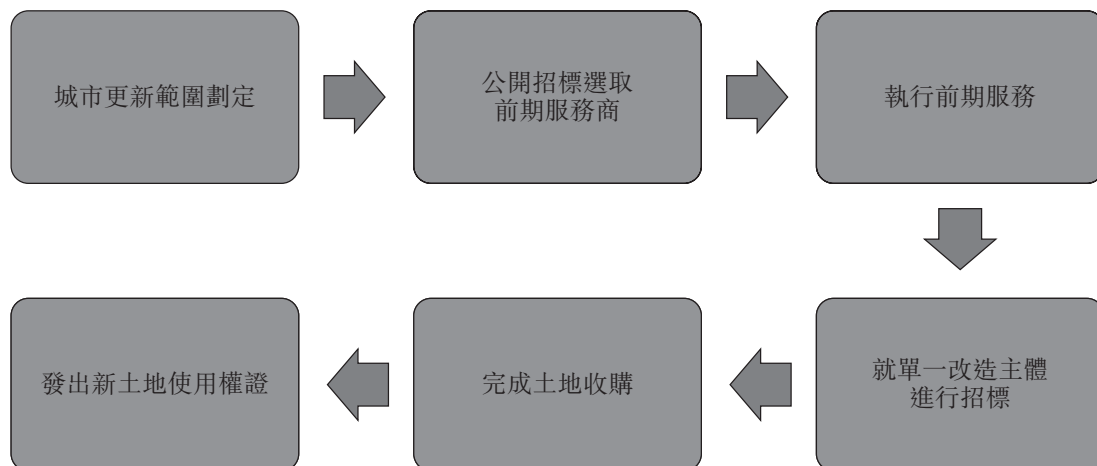 城市更新範圍劃定
公開招標選取
前期服務商
執行前期服務
就單一改造主體
進行招標
完成土地收購
發出新土地使用權證